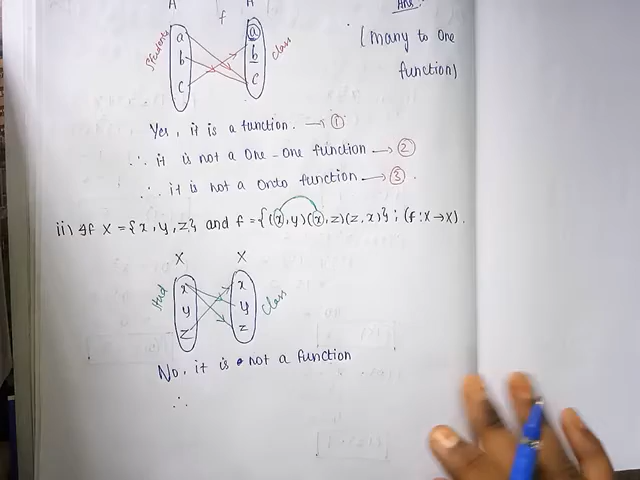 Ans:
A f A
Students a b c
a b c class
(many to one
function)
Yes, it is a function. → ①
∴ it is not a one-one function → ②
∴ it is not a onto function → ③.
ii) If X = {x, y, z} and f = {(x, y)(x, z)(z, x)}; (f: X → X).
X X
stud x y z
x y z class
No, it is not a function
∴